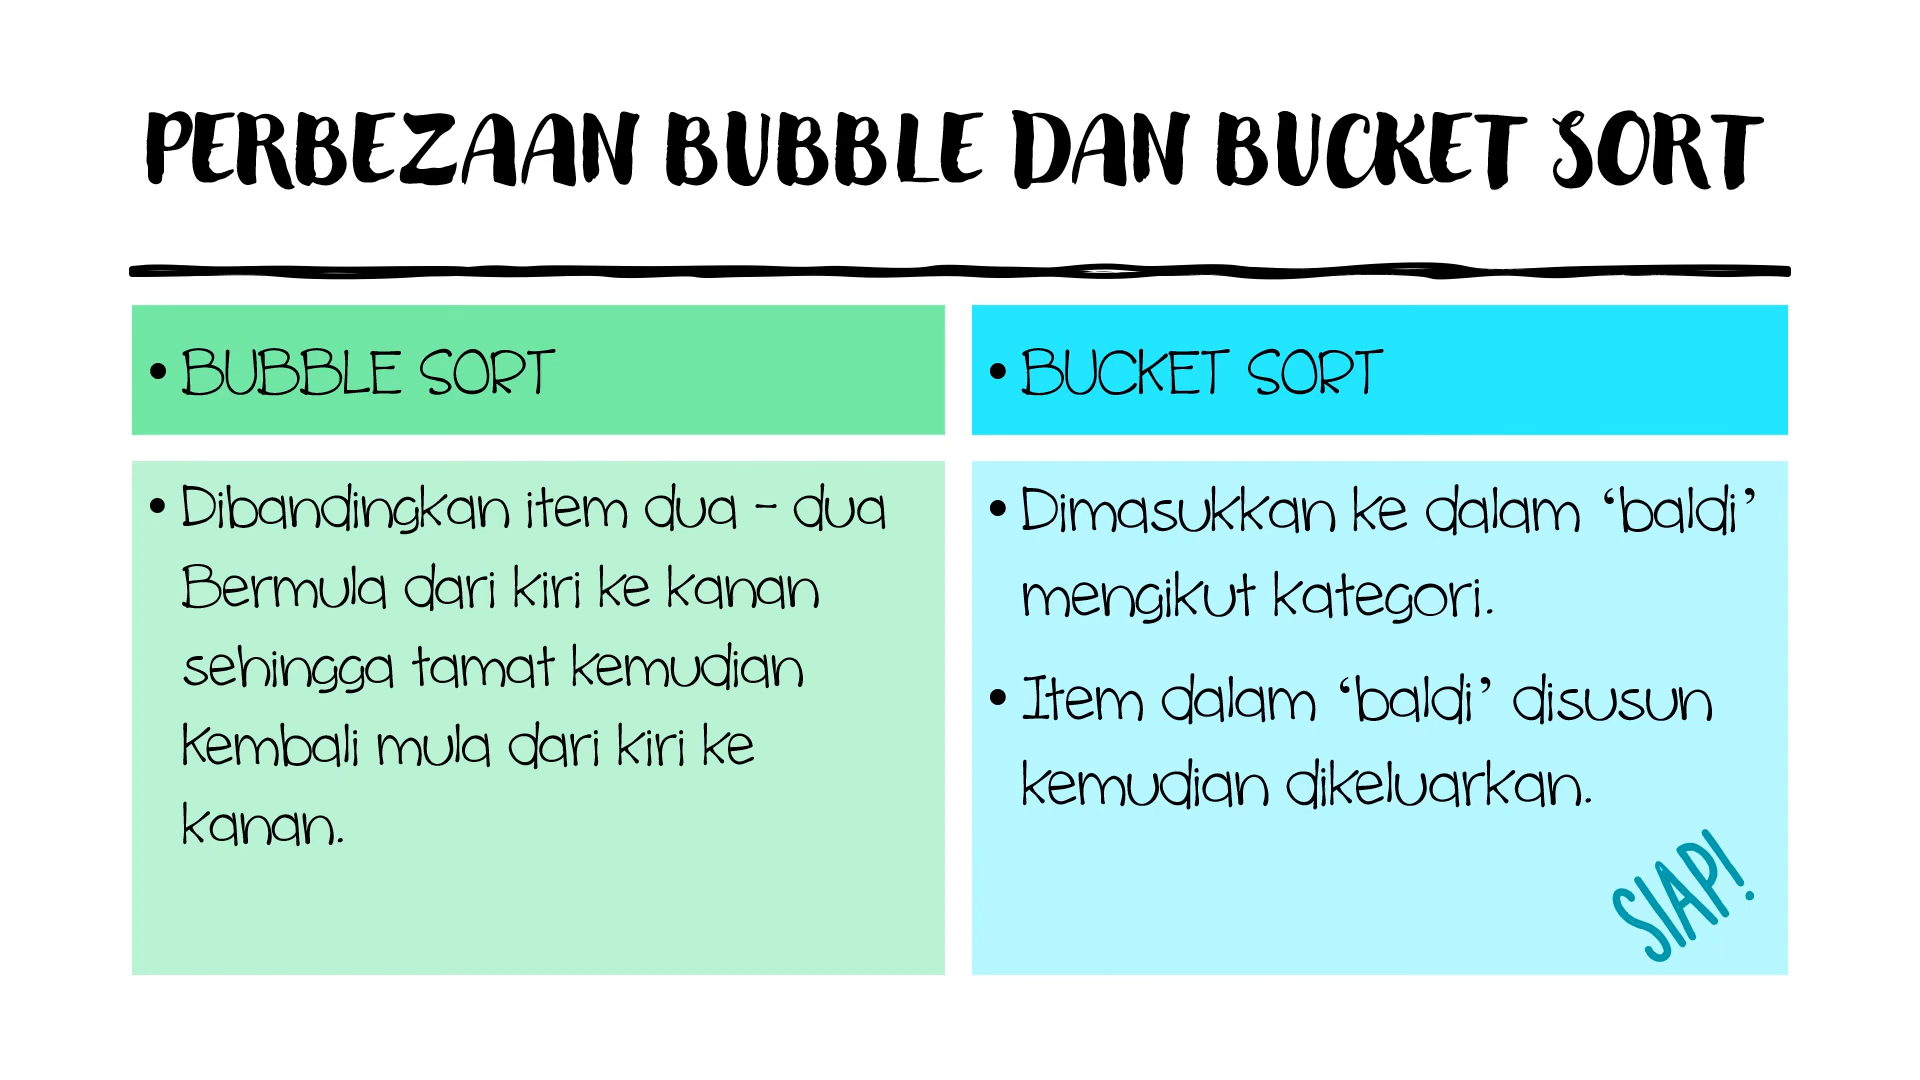 PERBEZAAN BUBBLE DAN BUCKET SORT
• BUBBLE SORT
• Dibandingkan item dua - dua
Bermula dari kiri ke kanan
sehingga tamat kemudian
Kembali mula dari kiri ke
kanan.
• BUCKET SORT
• Dimasukkan ke dalam ‘baldi’
mengikut kategori.
• Item dalam ‘baldi’ disusun
kemudian dikeluarkan.
SIAP!